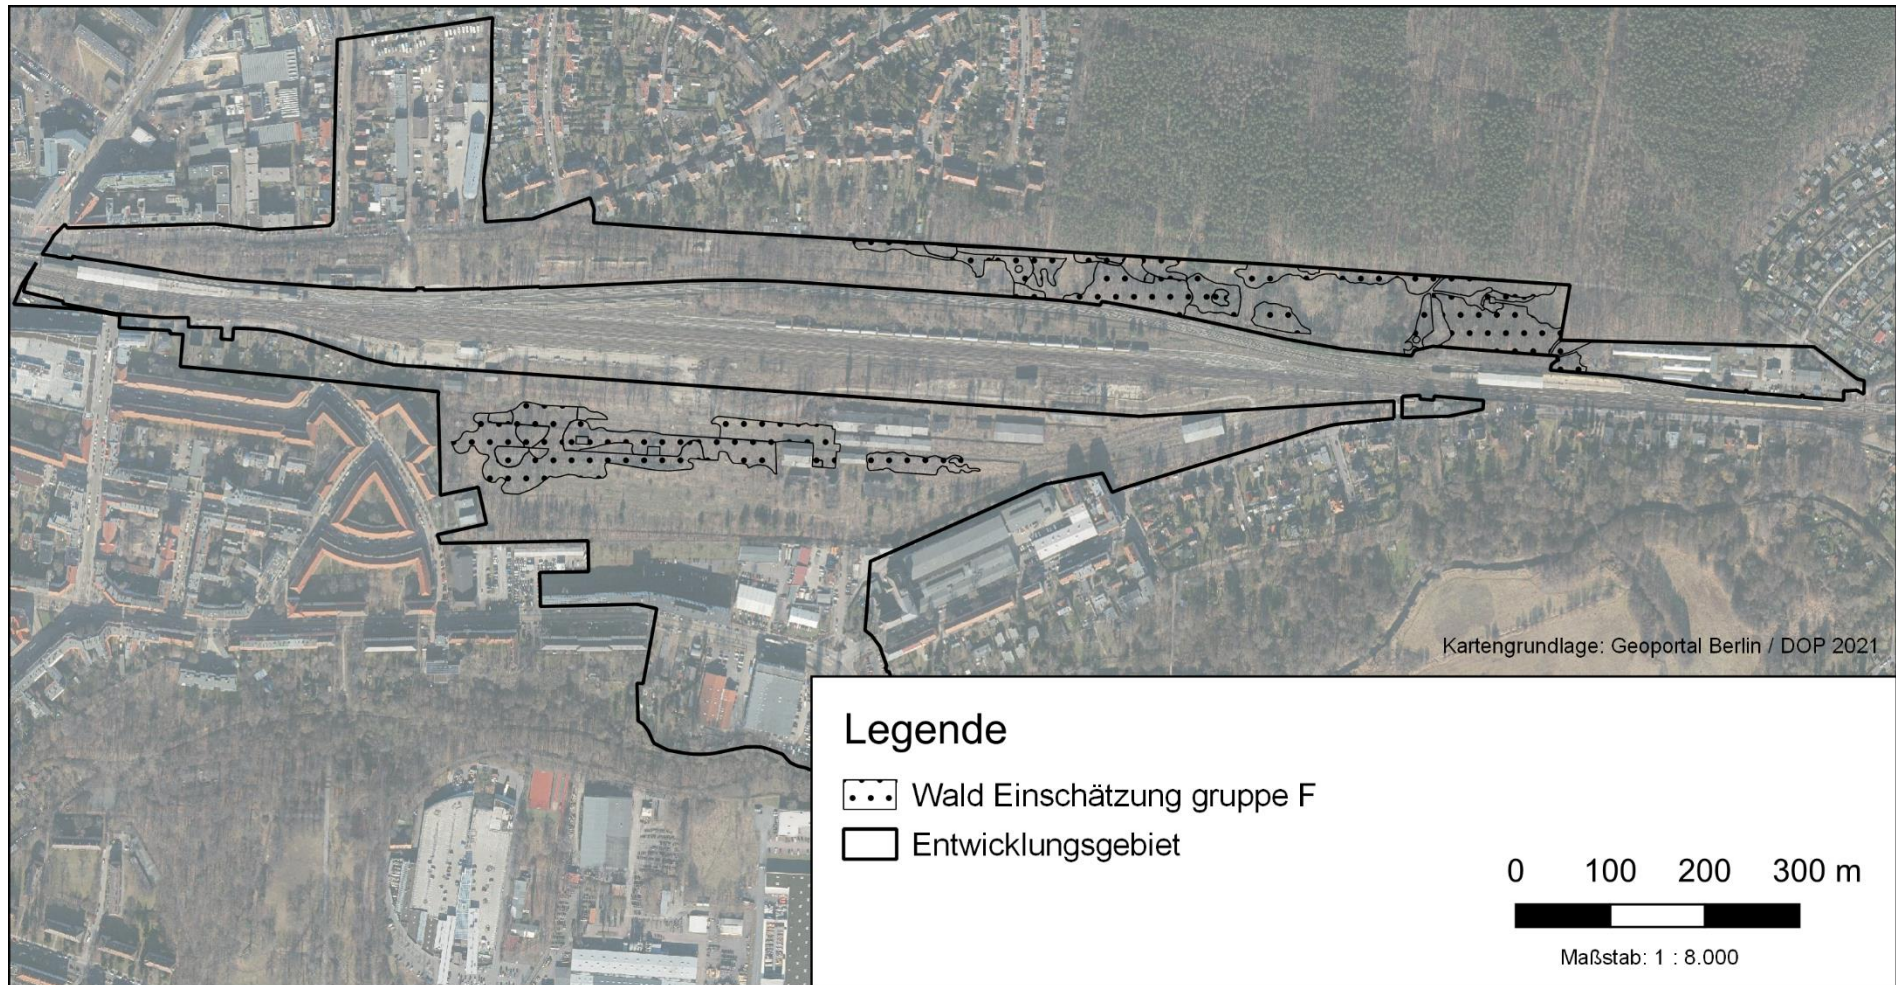 Kartengrundlage: Geoportal Berlin / DOP 2021
Legende
Wald Einschätzung gruppe F
Entwicklungsgebiet
0 100 200 300 m
Maßstab: 1 : 8.000